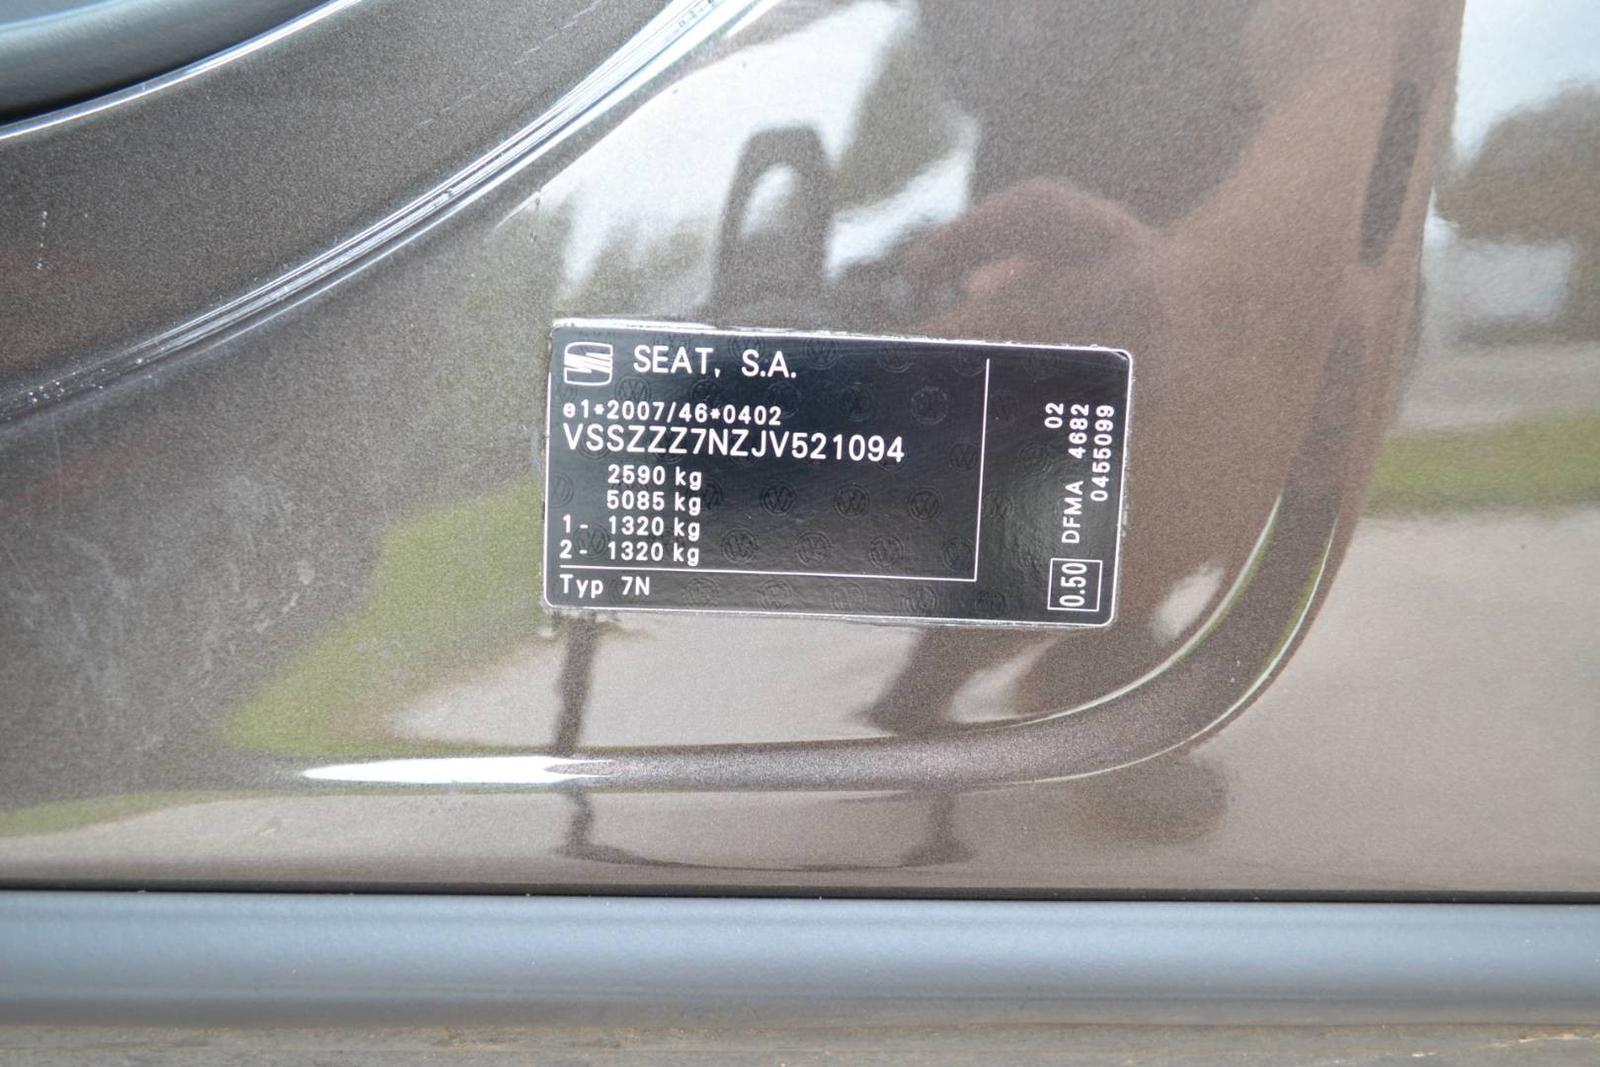 SEAT, S.A.
e1*2007/46*0402
VSSZZZ7NZJV521094
2590 kg
5085 kg
1- 1320 kg
2- 1320 kg
Typ 7N
02
0.50 DFMA 4682
0455099